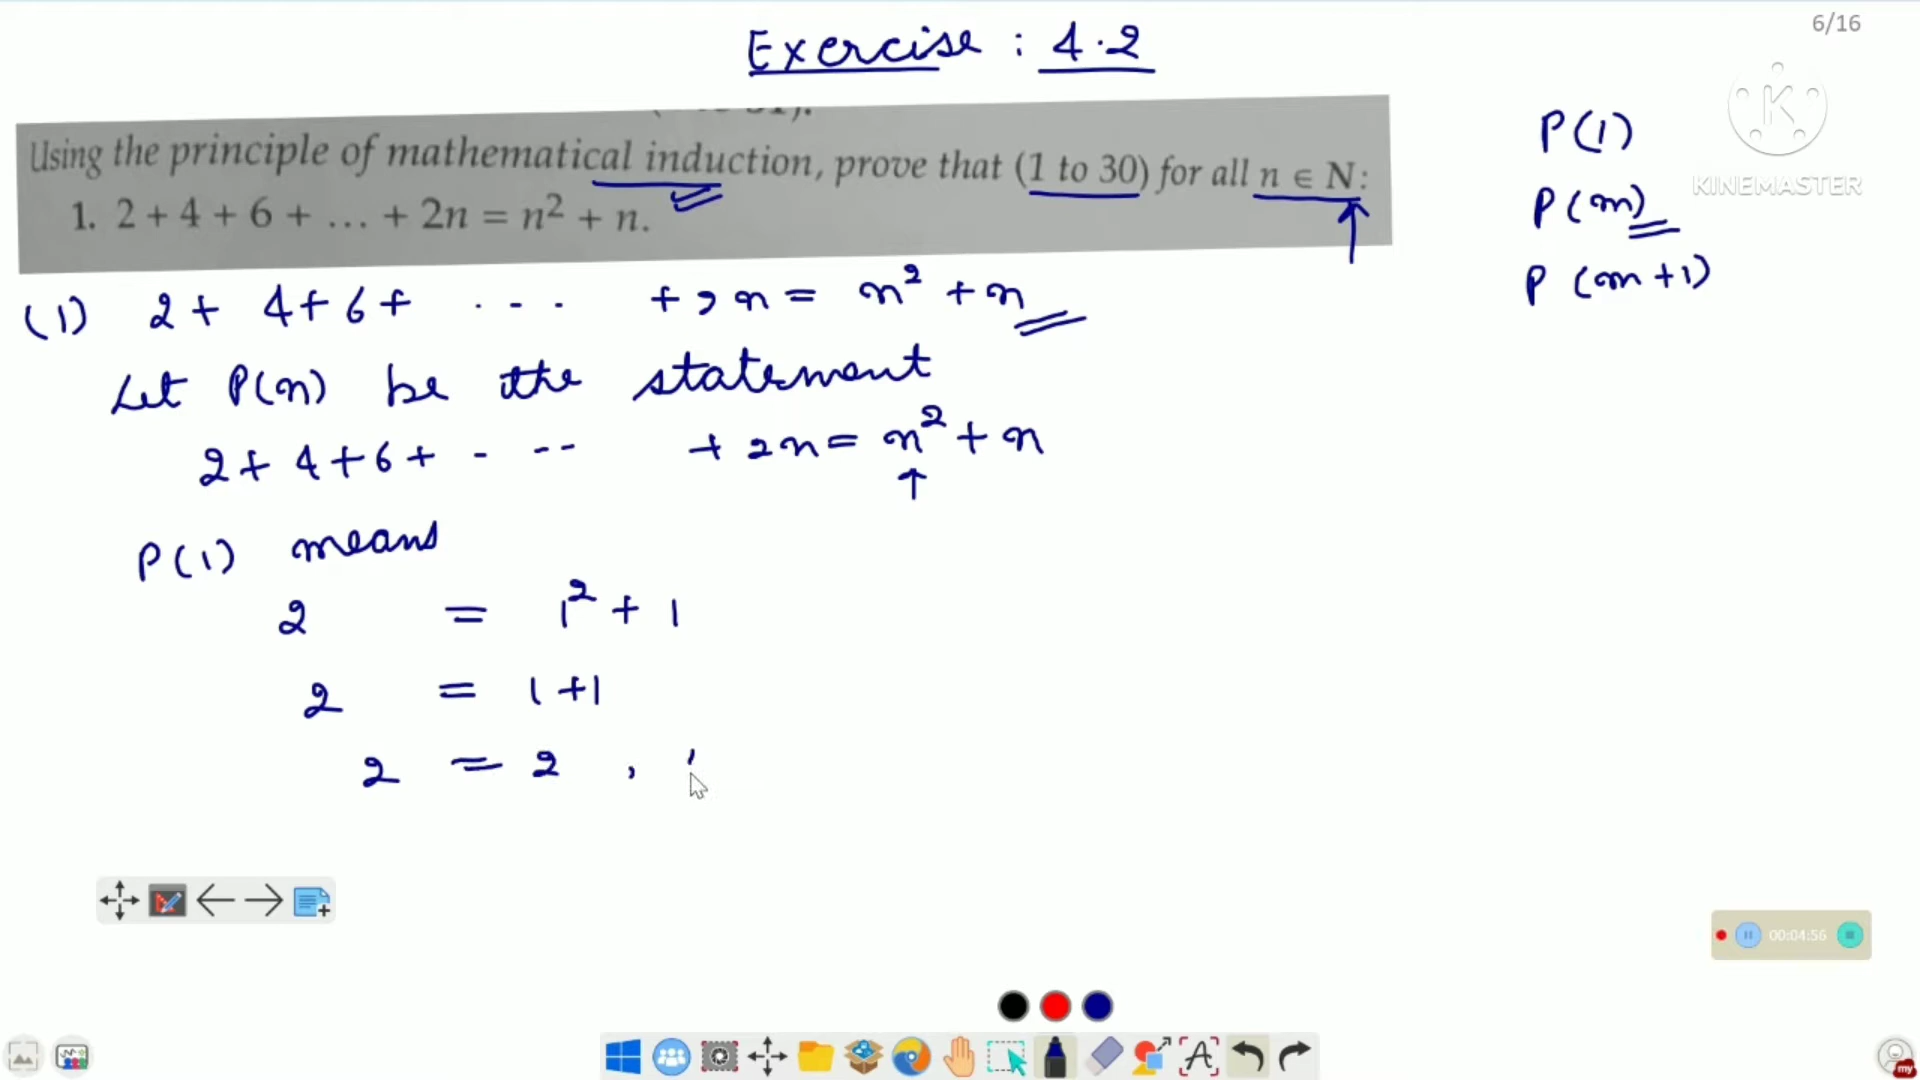 Exercise : 4.2
6/16
Using the principle of mathematical induction, prove that (1 to 30) for all n ∈ N:
1. 2 + 4 + 6 + ... + 2n = n² + n.
P(1)
P(m)
P(m+1)
KINEMASTER
(1) 2 + 4 + 6 + ... + 2n = n² + n
Let P(n) be the statement
2 + 4 + 6 + - -- + 2n = n² + n
P(1) means
2 = 1² + 1
2 = 1 + 1
2 = 2 ,
00:04:56
my